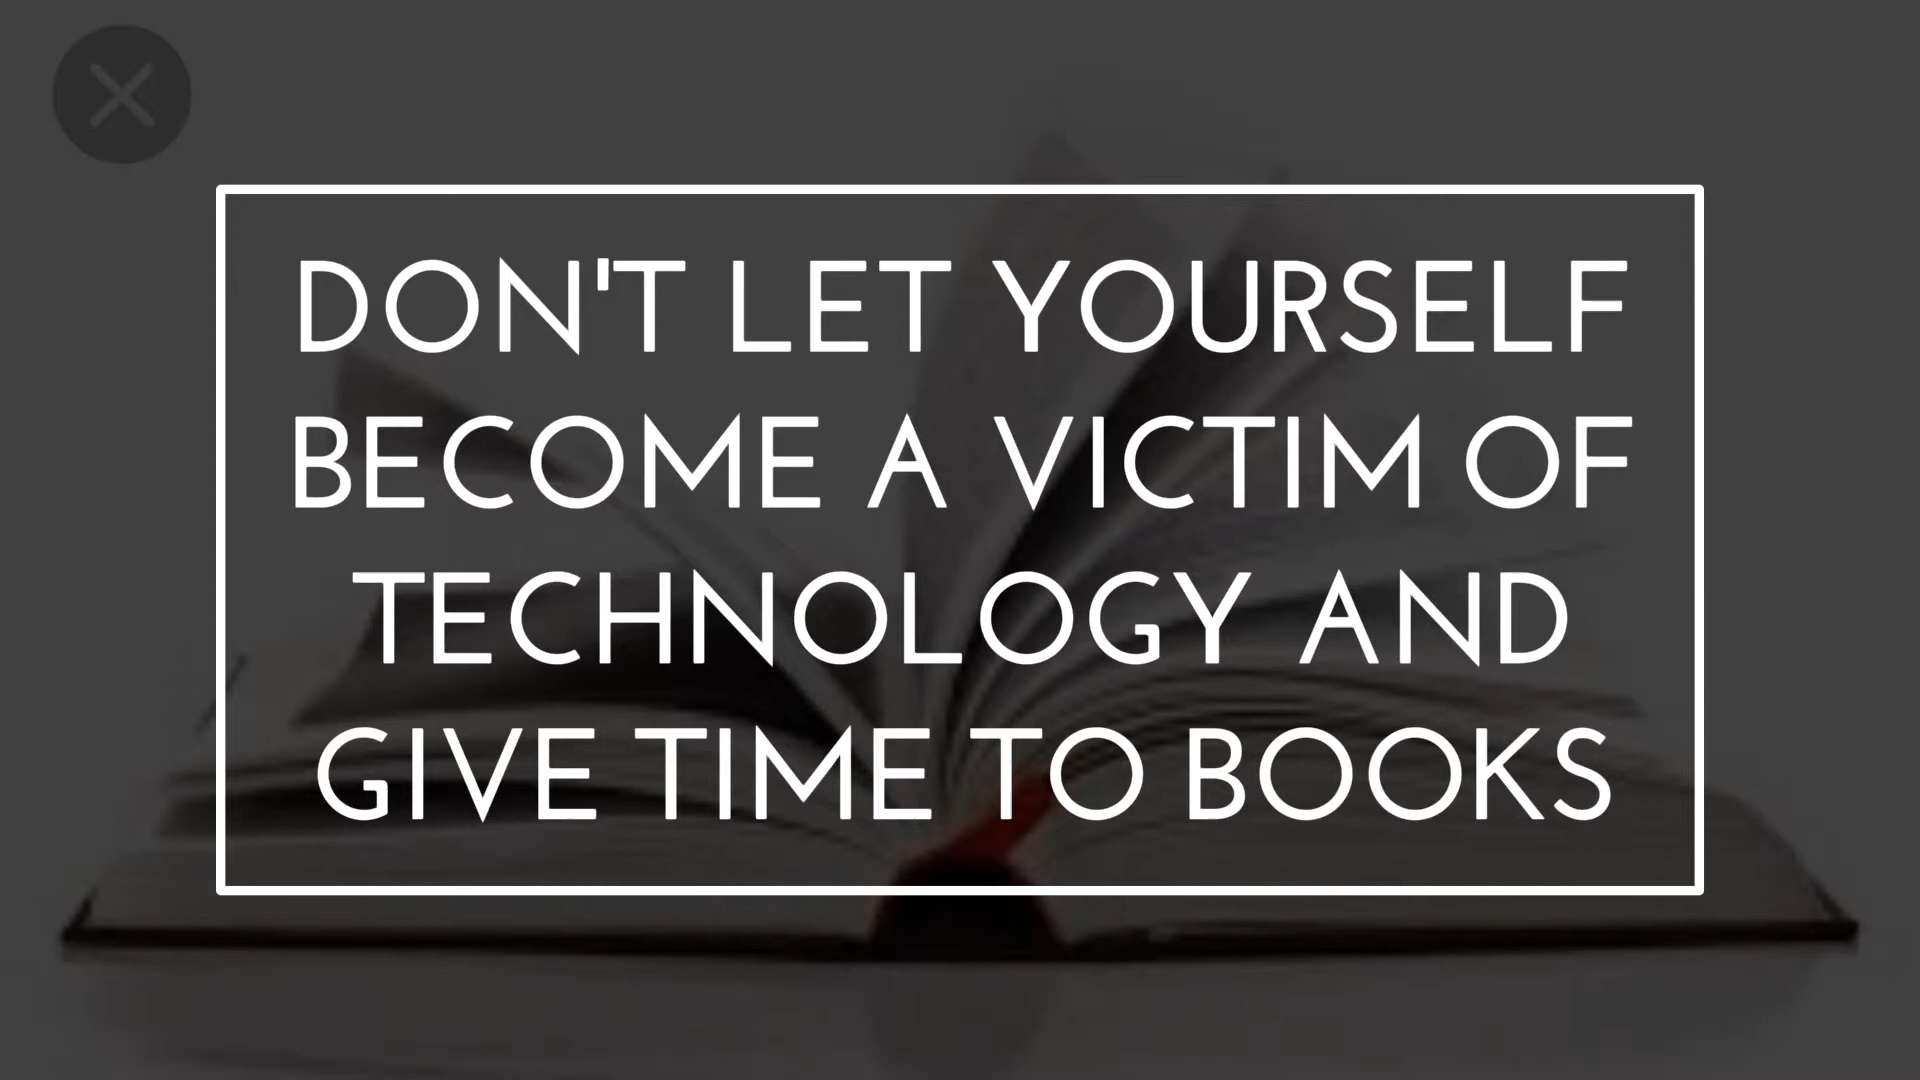 DON'T LET YOURSELF
BECOME A VICTIM OF
TECHNOLOGY AND
GIVE TIME TO BOOKS